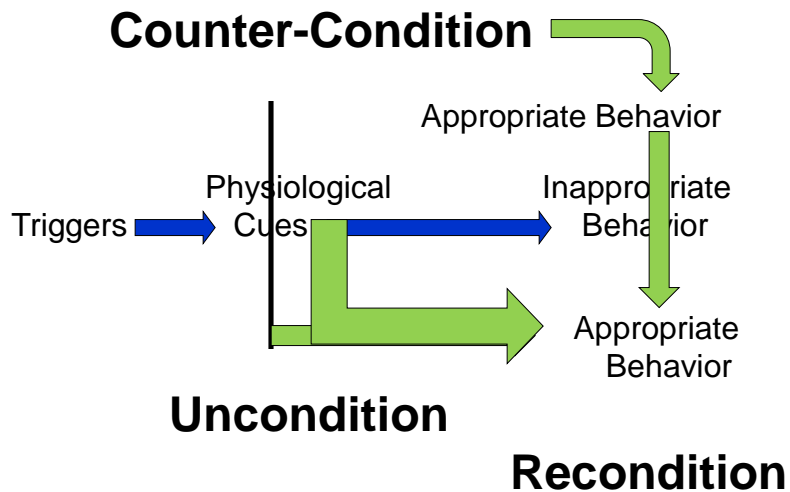 Counter-Condition
Appropriate Behavior
Physiological
Cues
Inappropriate
Behavior
Triggers
Appropriate
Behavior
Uncondition
Recondition